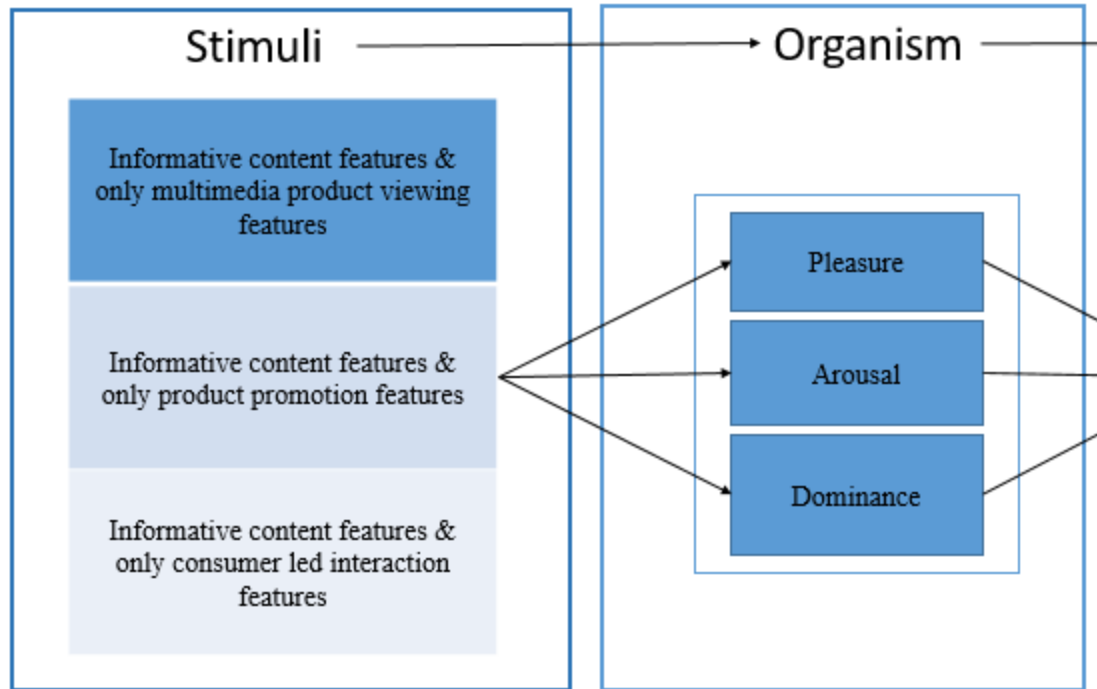 Stimuli
Organism
Informative content features &
only multimedia product viewing
features
Informative content features &
only product promotion features
Informative content features &
only consumer led interaction
features
Pleasure
Arousal
Dominance